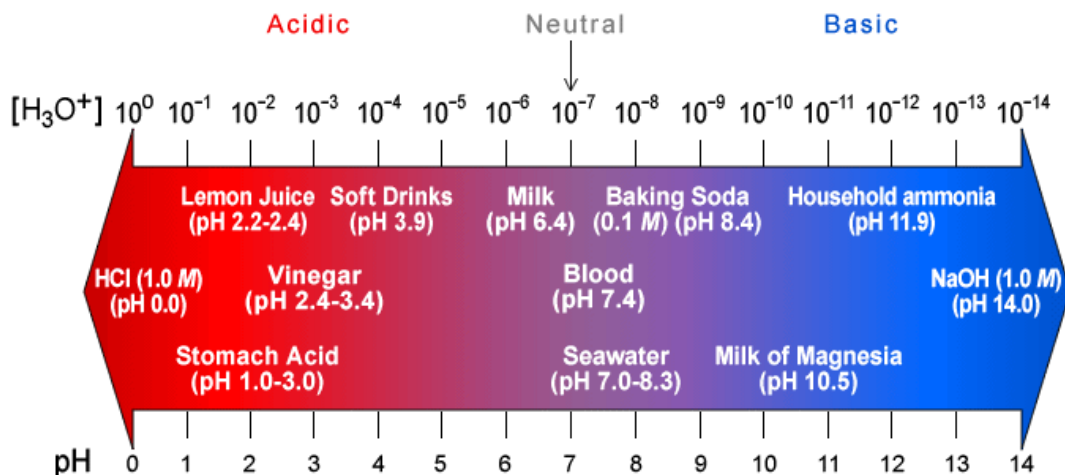 Acidic Neutral Basic
[H₃O⁺] 10⁰ 10⁻¹ 10⁻² 10⁻³ 10⁻⁴ 10⁻⁵ 10⁻⁶ 10⁻⁷ 10⁻⁸ 10⁻⁹ 10⁻¹⁰ 10⁻¹¹ 10⁻¹² 10⁻¹³ 10⁻¹⁴
Lemon Juice Soft Drinks Milk Baking Soda Household ammonia
(pH 2.2-2.4) (pH 3.9) (pH 6.4) (0.1 M) (pH 8.4) (pH 11.9)
HCl (1.0 M) Vinegar Blood NaOH (1.0 M)
(pH 0.0) (pH 2.4-3.4) (pH 7.4) (pH 14.0)
Stomach Acid Seawater Milk of Magnesia
(pH 1.0-3.0) (pH 7.0-8.3) (pH 10.5)
pH 0 1 2 3 4 5 6 7 8 9 10 11 12 13 14